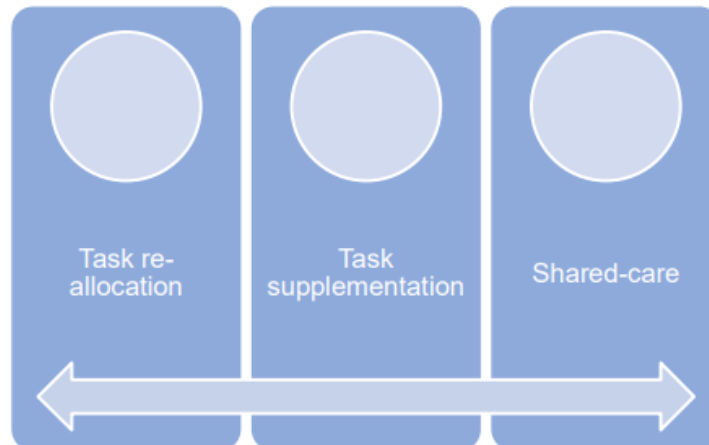 Task re-
allocation
Task
supplementation
Shared-care